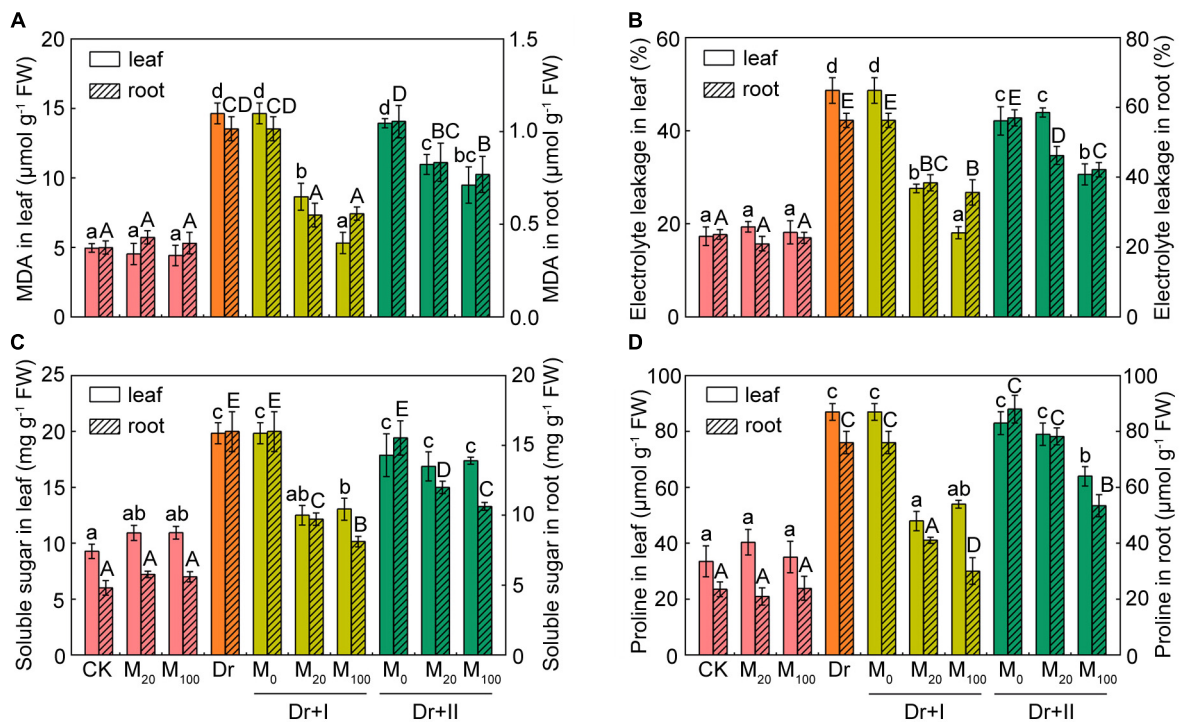 A
20
15
10
5
0
MDA in leaf (μmol g⁻¹ FW)
leaf
root
a A a A a A d CD d CD b A a A d D c BC bc B
1.5
1.0
0.5
0.0
MDA in root (μmol g⁻¹ FW)
B
60
40
20
0
Electrolyte leakage in leaf (%)
leaf
root
a A a A a A d E d E a BC a B c E c D b C
80
60
40
20
0
Electrolyte leakage in root (%)
C
25
20
15
10
5
0
Soluble sugar in leaf (mg g⁻¹ FW)
leaf
root
a A ab A ab A c E c E ab C b B c E c D c C
20
15
10
5
0
Soluble sugar in root (mg g⁻¹ FW)
CK M₂₀ M₁₀₀ Dr M₀ M₂₀ M₁₀₀ M₀ M₂₀ M₁₀₀
Dr+I Dr+II
D
100
80
60
40
20
0
Proline in leaf (μmol g⁻¹ FW)
leaf
root
a A a A a A c C c C a A ab D c C c C b B
100
80
60
40
20
0
Proline in root (μmol g⁻¹ FW)
CK M₂₀ M₁₀₀ Dr M₀ M₂₀ M₁₀₀ M₀ M₂₀ M₁₀₀
Dr+I Dr+II